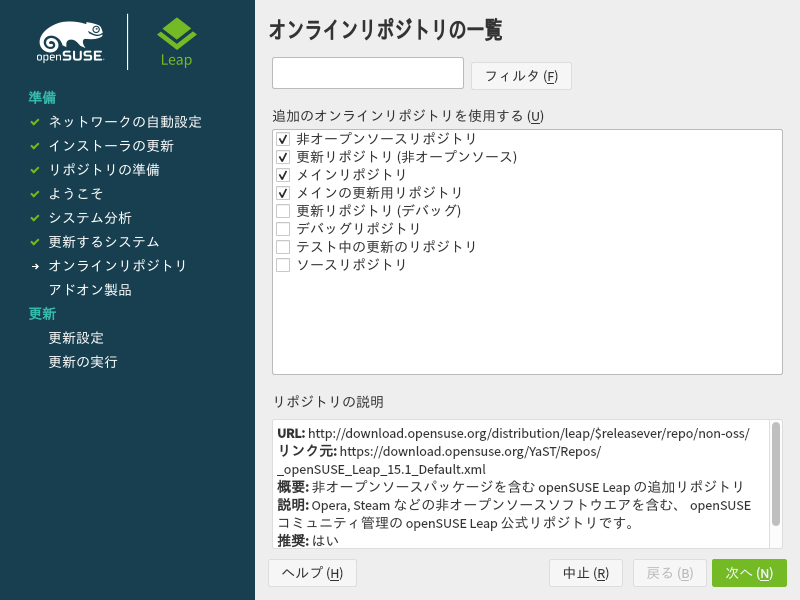 openSUSE
Leap
準備
ネットワークの自動設定
インストーラの更新
リポジトリの準備
ようこそ
システム分析
更新するシステム
オンラインリポジトリ
アドオン製品
更新
更新設定
更新の実行
オンラインリポジトリの一覧
フィルタ (F)
追加のオンラインリポジトリを使用する (U)
非オープンソースリポジトリ
更新リポジトリ (非オープンソース)
メインリポジトリ
メインの更新用リポジトリ
更新リポジトリ (デバッグ)
デバッグリポジトリ
テスト中の更新のリポジトリ
ソースリポジトリ
リポジトリの説明
URL: http://download.opensuse.org/distribution/leap/$releasever/repo/non-oss/
リンク元: https://download.opensuse.org/YaST/Repos/
_openSUSE_Leap_15.1_Default.xml
概要: 非オープンソースパッケージを含む openSUSE Leap の追加リポジトリ
説明: Opera, Steam などの非オープンソースソフトウエアを含む、 openSUSE
コミュニティ管理の openSUSE Leap 公式リポジトリです。
推奨: はい
ヘルプ (H)
中止 (R)
戻る (B)
次へ (N)